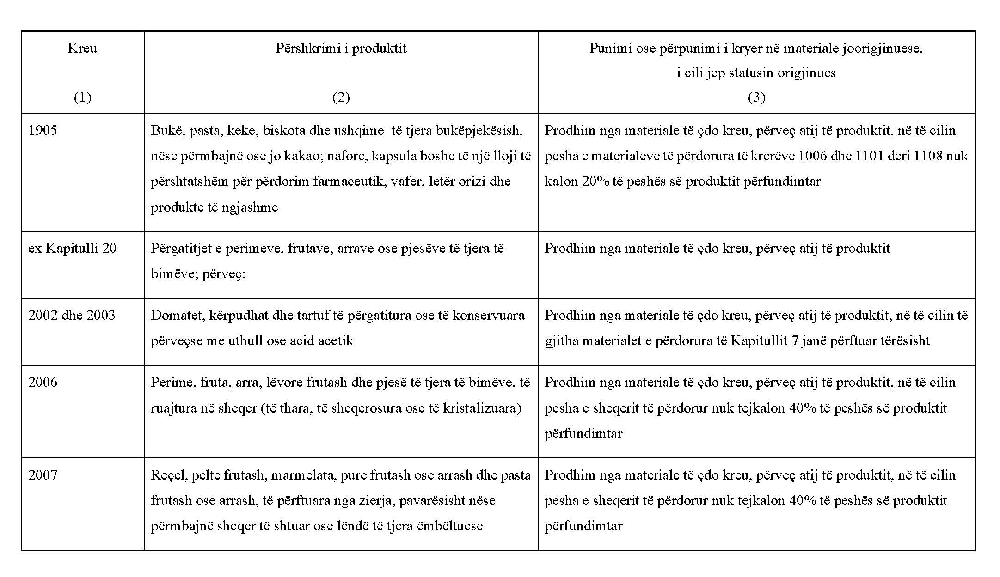 Kreu
(1)
Përshkrimi i produktit
(2)
Punimi ose përpunimi i kryer në materiale joorigjinuese,
i cili jep statusin origjinues
(3)
1905
Bukë, pasta, keke, biskota dhe ushqime  të tjera bukëpjekësish,
nëse përmbajnë ose jo kakao; nafore, kapsula boshe të një lloji të
përshtatshëm për përdorim farmaceutik, vafer, letër orizi dhe
produkte të ngjashme
Prodhim nga materiale të çdo kreu, përveç atij të produktit, në të cilin
pesha e materialeve të përdorura të krerëve 1006 dhe 1101 deri 1108 nuk
kalon 20% të peshës së produktit përfundimtar
ex Kapitulli 20
Përgatitjet e perimeve, frutave, arrave ose pjesëve të tjera të
bimëve; përveç:
Prodhim nga materiale të çdo kreu, përveç atij të produktit
2002 dhe 2003
Domatet, kërpudhat dhe tartuf të përgatitura ose të konservuara
përveçse me uthull ose acid acetik
Prodhim nga materiale të çdo kreu, përveç atij të produktit, në të cilin të
gjitha materialet e përdorura të Kapitullit 7 janë përftuar tërësisht
2006
Perime, fruta, arra, lëvore frutash dhe pjesë të tjera të bimëve, të
ruajtura në sheqer (të thara, të sheqerosura ose të kristalizuara)
Prodhim nga materiale të çdo kreu, përveç atij të produktit, në të cilin
pesha e sheqerit të përdorur nuk tejkalon 40% të peshës së produktit
përfundimtar
2007
Reçel, pelte frutash, marmelata, pure frutash ose arrash dhe pasta
frutash ose arrash, të përftuara nga zierja, pavarësisht nëse
përmbajnë sheqer të shtuar ose lëndë të tjera ëmbëltuese
Prodhim nga materiale të çdo kreu, përveç atij të produktit, në të cilin
pesha e sheqerit të përdorur nuk tejkalon 40% të peshës së produktit
përfundimtar